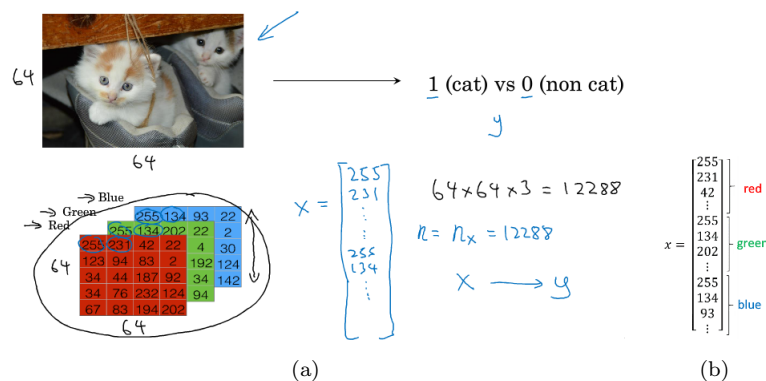 64
64
1 (cat) vs 0 (non cat)
y
→ Blue
→ Green
→ Red
255 134 93 22
255 134 202 22 2
255 231 42 22 4 30
123 94 83 2 192 124
34 44 187 92 34 142
34 76 232 124 94
67 83 194 202
64
64
x =
255
231
⋮
⋮
255
134
⋮
64×64×3 = 12288
n = nₓ = 12288
x → y
x =
255
231
42
⋮
255
134
202
⋮
255
134
93
⋮
red
green
blue
(a)
(b)